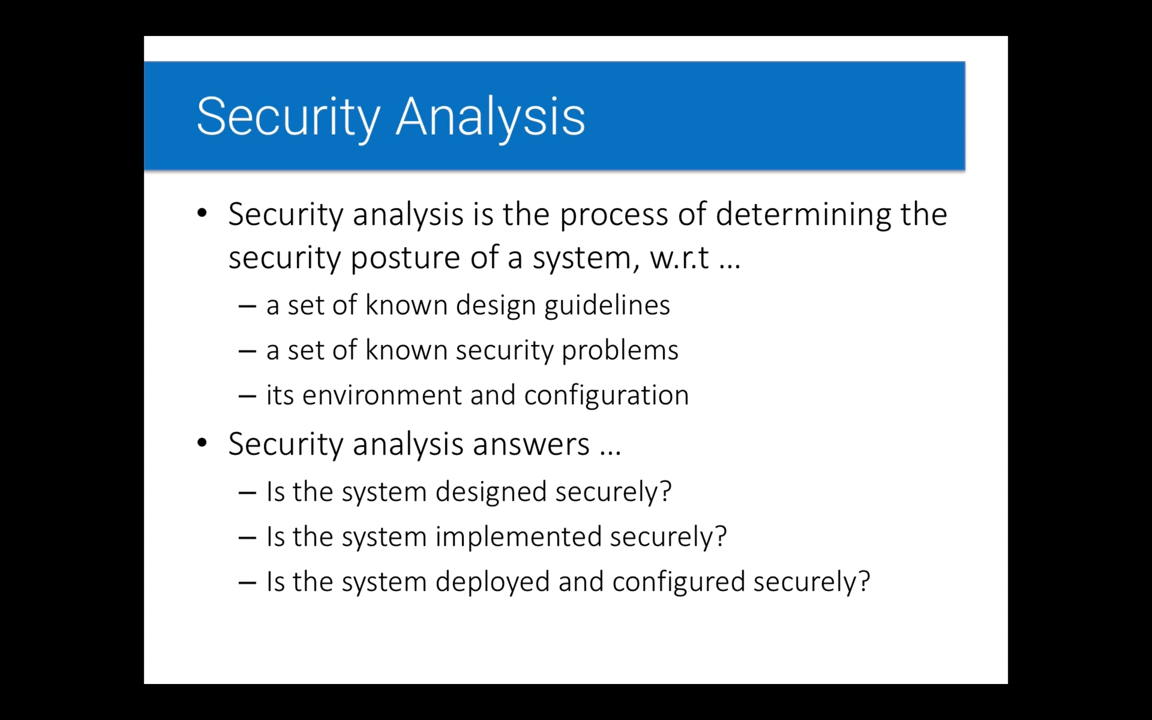 Security Analysis
• Security analysis is the process of determining the
security posture of a system, w.r.t ...
– a set of known design guidelines
– a set of known security problems
– its environment and configuration
• Security analysis answers ...
– Is the system designed securely?
– Is the system implemented securely?
– Is the system deployed and configured securely?